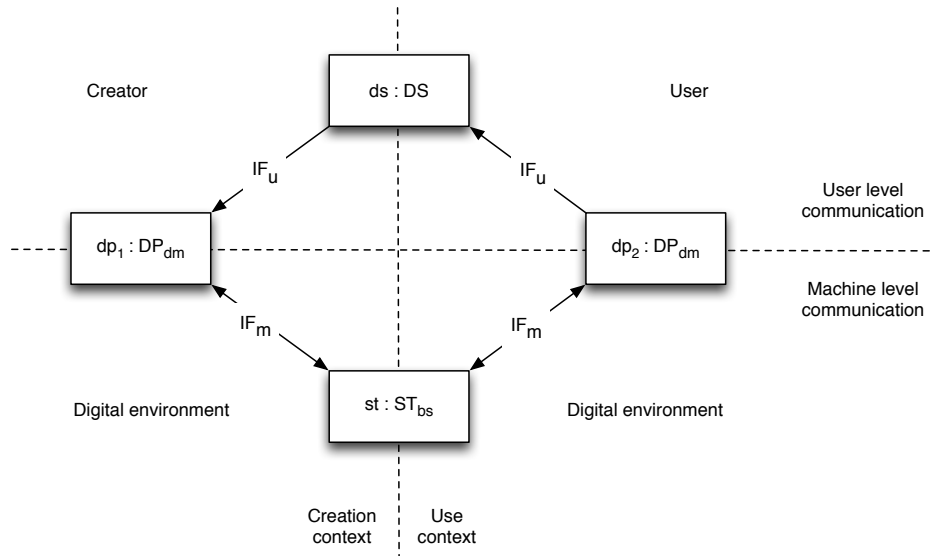 ds : DS
Creator
User
IFu
IFu
User level
communication
dp1 : DPdm
dp2 : DPdm
Machine level
communication
IFm
IFm
st : STbs
Digital environment
Digital environment
Creation
context
Use
context